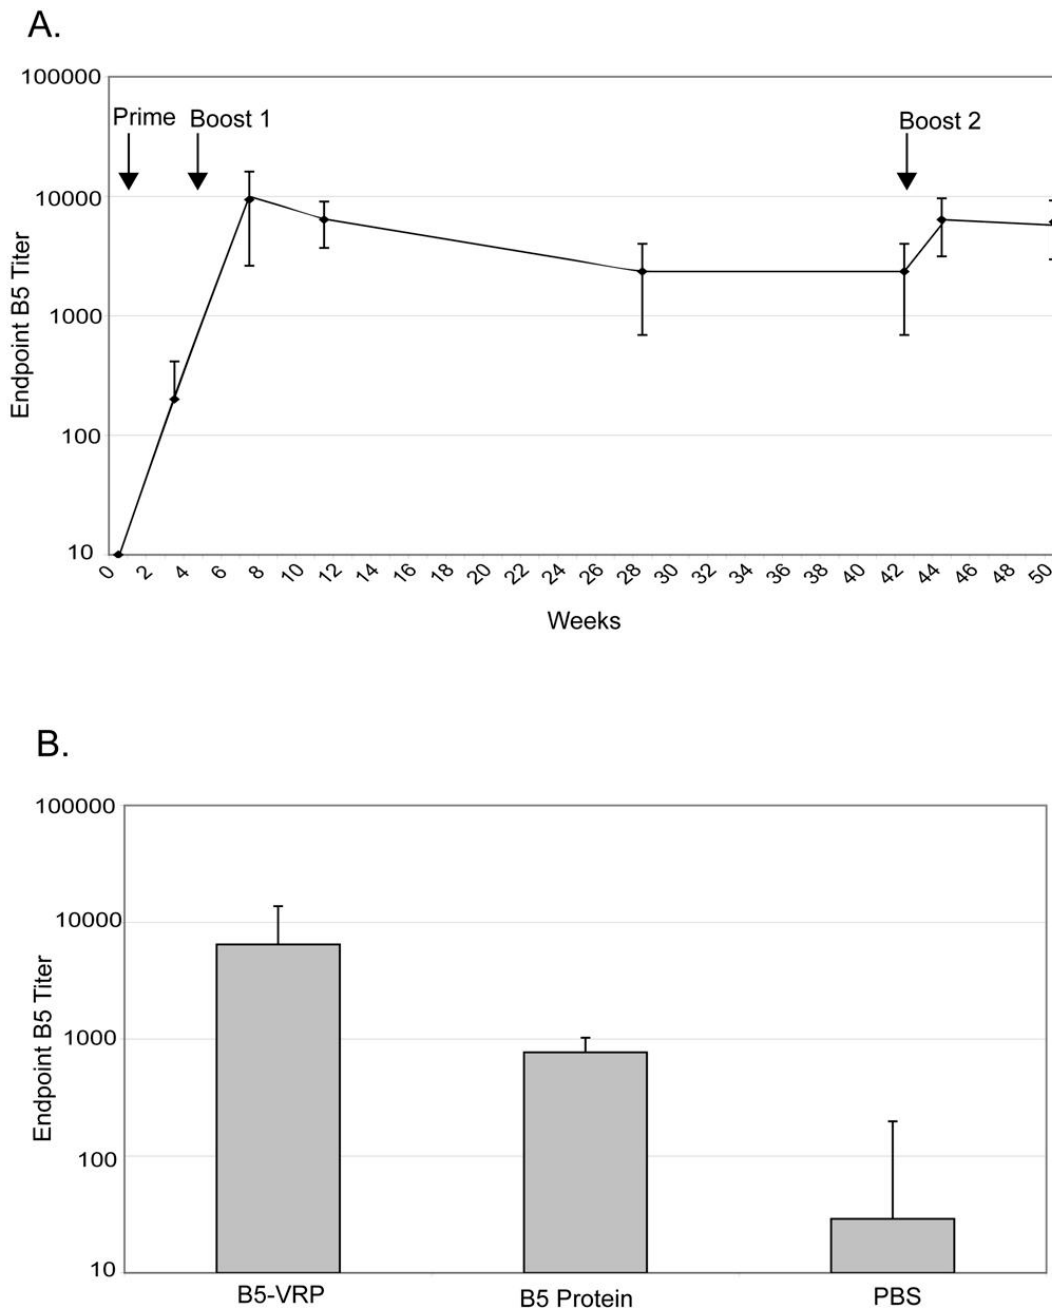 A.
100000
Prime
Boost 1
Boost 2
10000
1000
100
10
Endpoint B5 Titer
0 2 4 6 8 10 12 14 16 18 20 22 24 26 28 30 32 34 36 38 40 42 44 46 48 50
Weeks
B.
100000
10000
1000
100
10
Endpoint B5 Titer
B5-VRP
B5 Protein
PBS